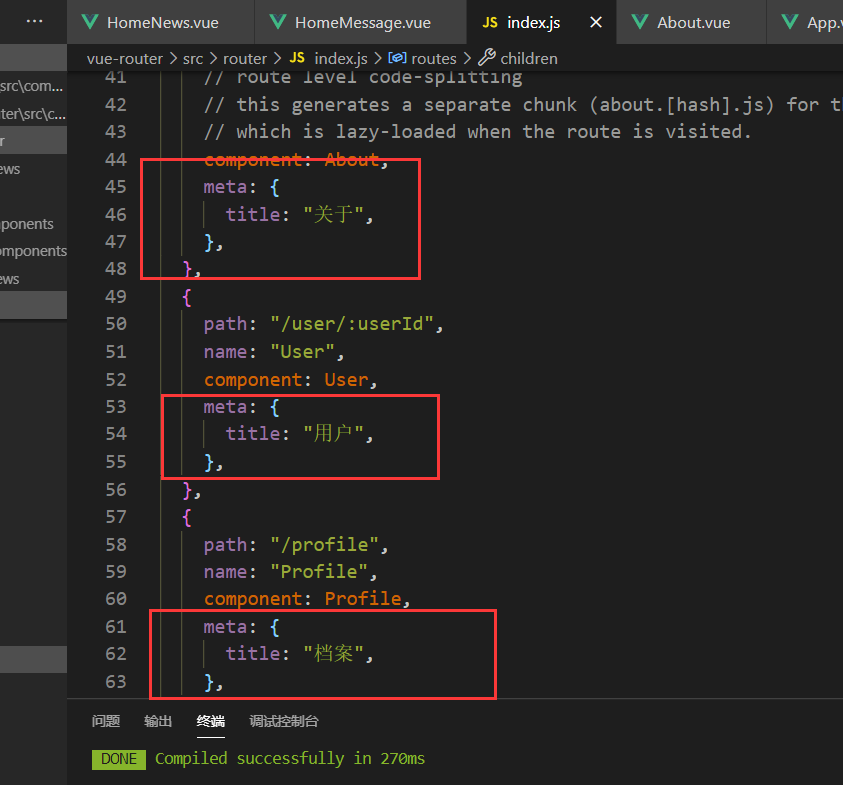 HomeNews.vue HomeMessage.vue JS index.js About.vue App.v
vue-router > src > router > JS index.js > routes > children
src\com...
ter\src\c...
r
ews
ponents
omponents
ews
41 // route level code-splitting
42 // this generates a separate chunk (about.[hash].js) for t
43 // which is lazy-loaded when the route is visited.
44 component: About,
45 meta: {
46 title: "关于",
47 },
48 },
49 {
50 path: "/user/:userId",
51 name: "User",
52 component: User,
53 meta: {
54 title: "用户",
55 },
56 },
57 {
58 path: "/profile",
59 name: "Profile",
60 component: Profile,
61 meta: {
62 title: "档案",
63 },
问题 输出 终端 调试控制台
DONE Compiled successfully in 270ms